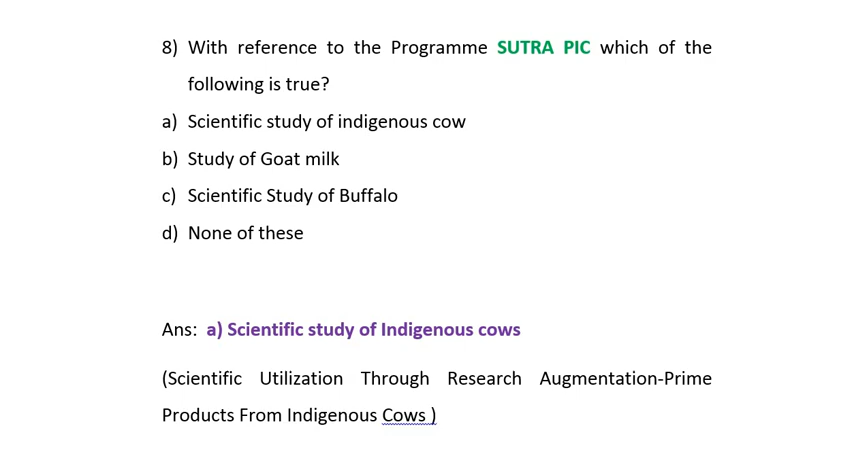 8) With reference to the Programme SUTRA PIC which of the
following is true?
a) Scientific study of indigenous cow
b) Study of Goat milk
c) Scientific Study of Buffalo
d) None of these
Ans: a) Scientific study of Indigenous cows
(Scientific Utilization Through Research Augmentation-Prime
Products From Indigenous Cows )